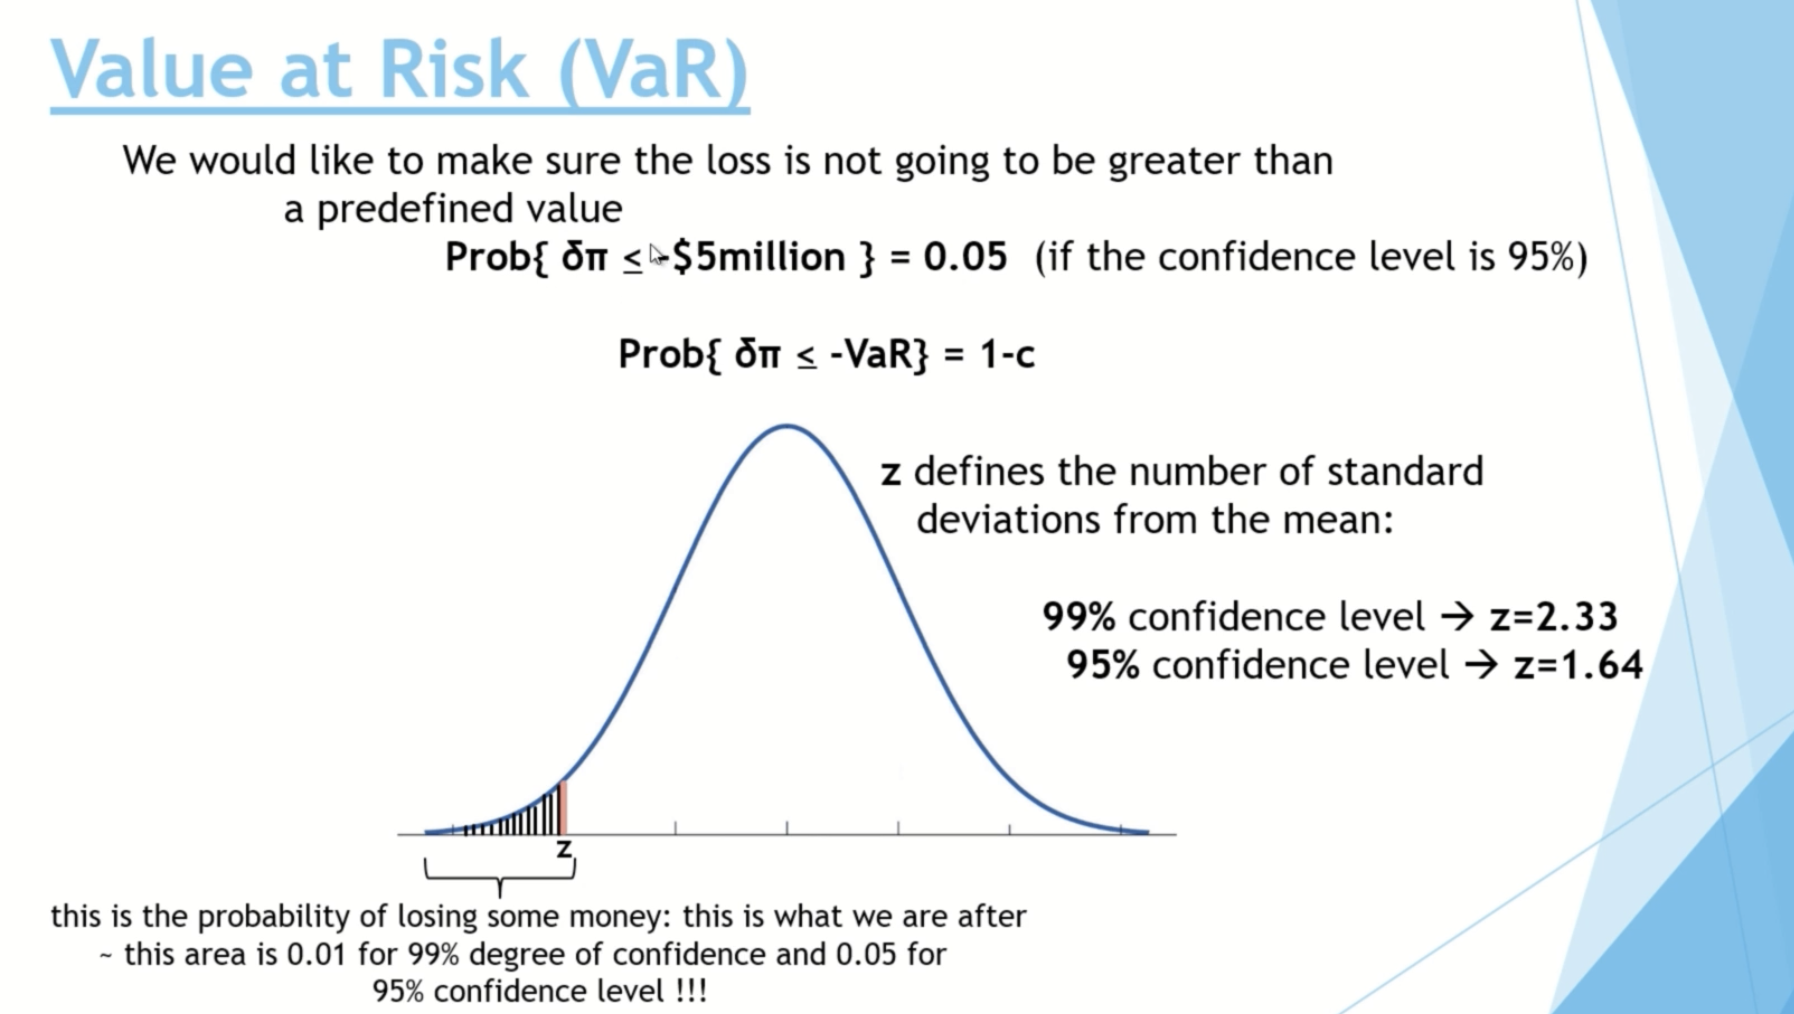 Value at Risk (VaR)
We would like to make sure the loss is not going to be greater than
a predefined value
Prob{ δπ ≤ -$5million } = 0.05 (if the confidence level is 95%)
Prob{ δπ ≤ -VaR} = 1-c
z defines the number of standard
deviations from the mean:
99% confidence level → z=2.33
95% confidence level → z=1.64
z
this is the probability of losing some money: this is what we are after
~ this area is 0.01 for 99% degree of confidence and 0.05 for
95% confidence level !!!